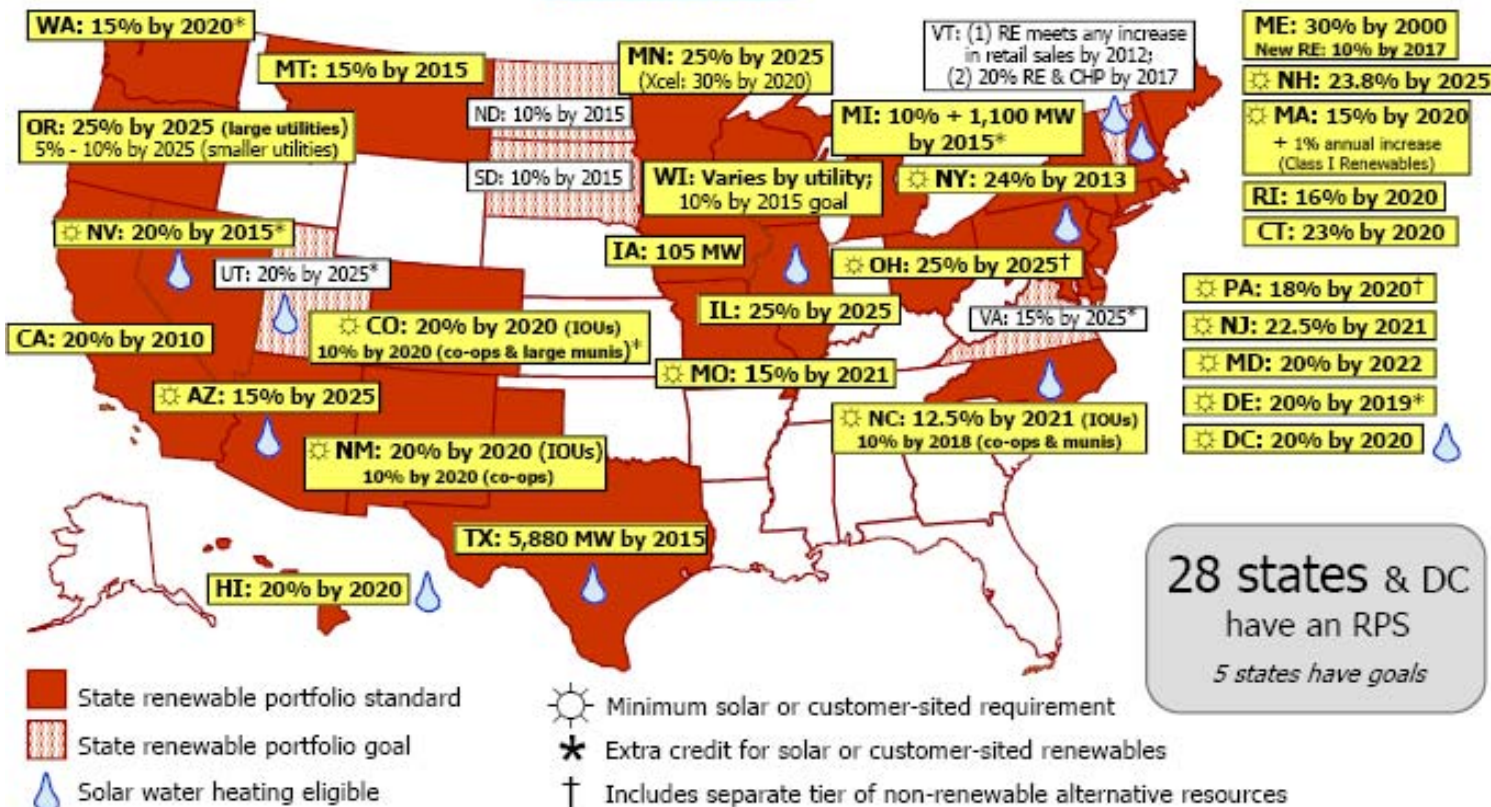 WA: 15% by 2020*
MT: 15% by 2015
MN: 25% by 2025
(Xcel: 30% by 2020)
VT: (1) RE meets any increase
in retail sales by 2012;
(2) 20% RE & CHP by 2017
ME: 30% by 2000
New RE: 10% by 2017
NH: 23.8% by 2025
OR: 25% by 2025 (large utilities)
5% - 10% by 2025 (smaller utilities)
ND: 10% by 2015
MI: 10% + 1,100 MW
by 2015*
MA: 15% by 2020
+ 1% annual increase
(Class I Renewables)
SD: 10% by 2015
WI: Varies by utility;
10% by 2015 goal
NY: 24% by 2013
RI: 16% by 2020
CT: 23% by 2020
NV: 20% by 2015*
UT: 20% by 2025*
IA: 105 MW
OH: 25% by 2025†
PA: 18% by 2020†
CA: 20% by 2010
CO: 20% by 2020 (IOUs)
10% by 2020 (co-ops & large munis)*
IL: 25% by 2025
VA: 15% by 2025*
NJ: 22.5% by 2021
AZ: 15% by 2025
MO: 15% by 2021
MD: 20% by 2022
NM: 20% by 2020 (IOUs)
10% by 2020 (co-ops)
NC: 12.5% by 2021 (IOUs)
10% by 2018 (co-ops & munis)
DE: 20% by 2019*
DC: 20% by 2020
TX: 5,880 MW by 2015
HI: 20% by 2020
28 states & DC
have an RPS
5 states have goals
State renewable portfolio standard
State renewable portfolio goal
Solar water heating eligible
Minimum solar or customer-sited requirement
* Extra credit for solar or customer-sited renewables
† Includes separate tier of non-renewable alternative resources